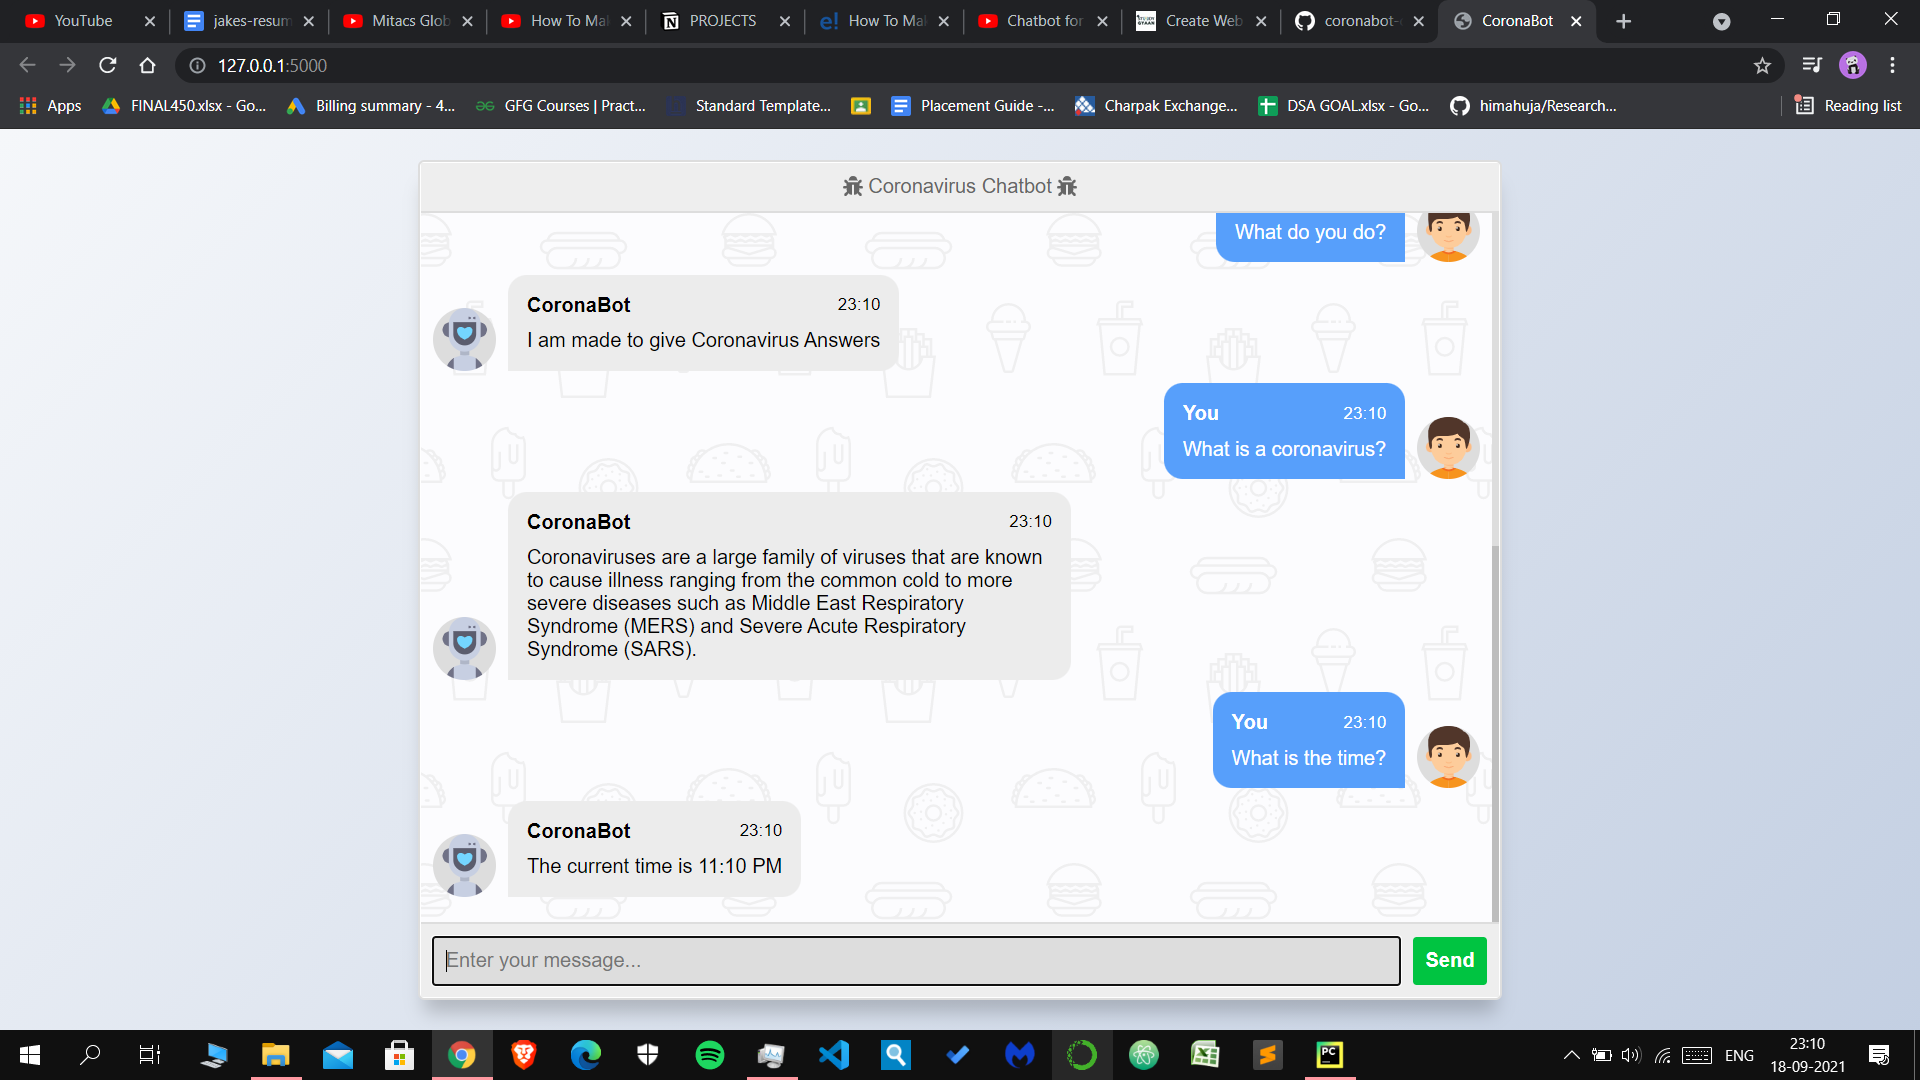 YouTube
jakes-resum
Mitacs Glob
How To Mak
PROJECTS
How To Mak
Chatbot for
Create Web
coronabot-c
CoronaBot
127.0.0.1:5000
Apps
FINAL450.xlsx - Go...
Billing summary - 4...
GFG Courses | Pract...
Standard Template...
Placement Guide -...
Charpak Exchange...
DSA GOAL.xlsx - Go...
himahuja/Research...
Reading list
Coronavirus Chatbot
What do you do?
CoronaBot 23:10
I am made to give Coronavirus Answers
You 23:10
What is a coronavirus?
CoronaBot 23:10
Coronaviruses are a large family of viruses that are known
to cause illness ranging from the common cold to more
severe diseases such as Middle East Respiratory
Syndrome (MERS) and Severe Acute Respiratory
Syndrome (SARS).
You 23:10
What is the time?
CoronaBot 23:10
The current time is 11:10 PM
Enter your message...
Send
ENG
23:10
18-09-2021